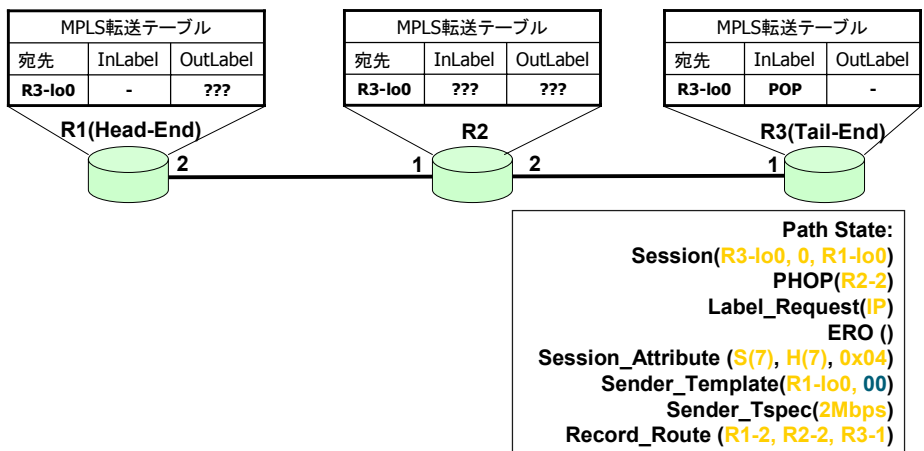 MPLS転送テーブル
宛先 InLabel OutLabel
R3-lo0 - ???
MPLS転送テーブル
宛先 InLabel OutLabel
R3-lo0 ??? ???
MPLS転送テーブル
宛先 InLabel OutLabel
R3-lo0 POP -
R1(Head-End)
R2
R3(Tail-End)
2
1
2
1
Path State:
Session(R3-lo0, 0, R1-lo0)
PHOP(R2-2)
Label_Request(IP)
ERO ()
Session_Attribute (S(7), H(7), 0x04)
Sender_Template(R1-lo0, 00)
Sender_Tspec(2Mbps)
Record_Route (R1-2, R2-2, R3-1)